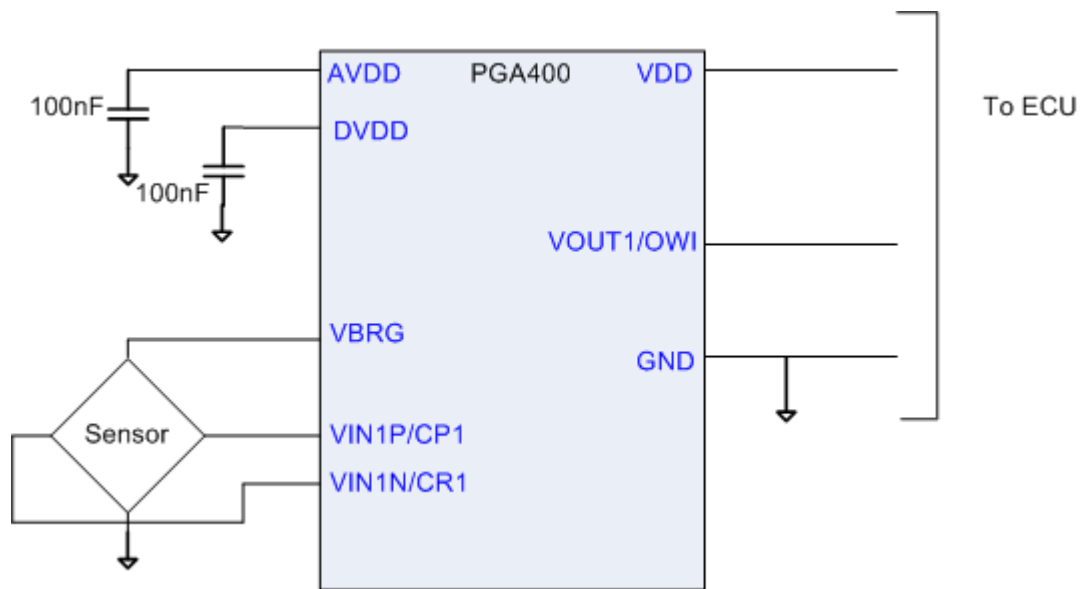 AVDD
PGA400
VDD
100nF
To ECU
DVDD
100nF
VOUT1/OWI
VBRG
GND
Sensor
VIN1P/CP1
VIN1N/CR1